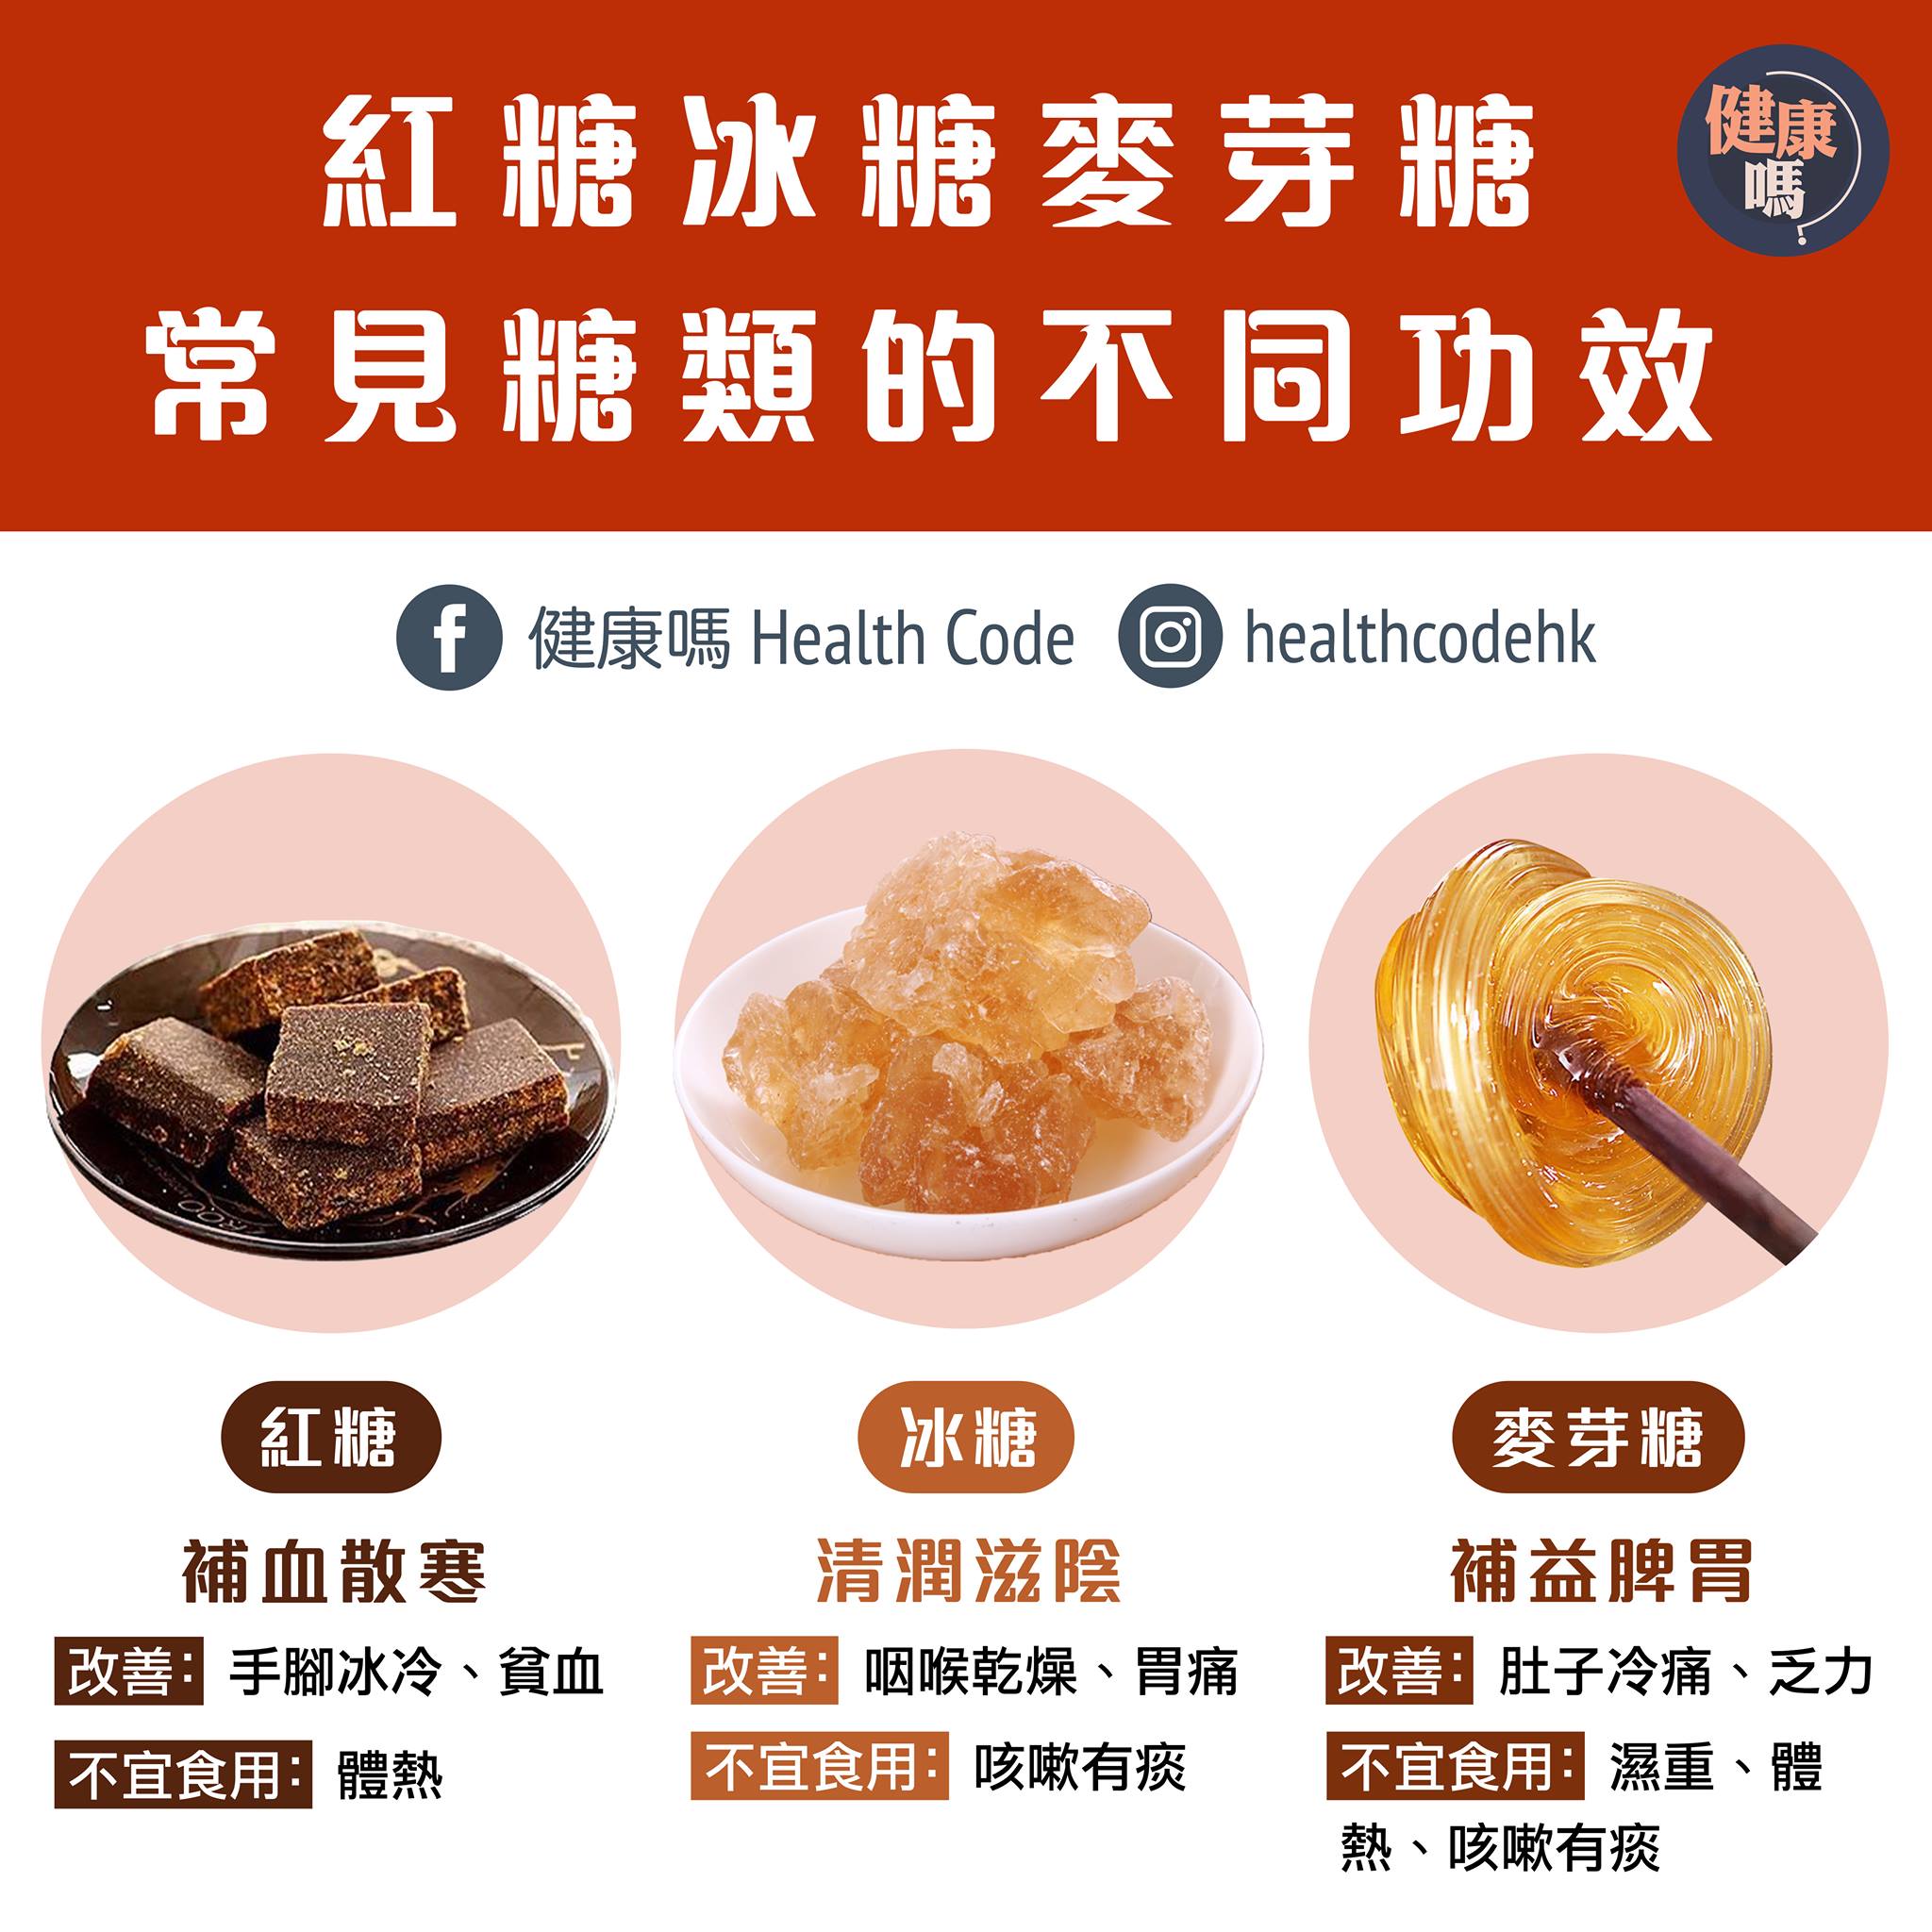 紅糖冰糖麥芽糖
健康
嗎?
常見糖類的不同功效
健康嗎 Health Code
healthcodehk
紅糖
補血散寒
改善: 手腳冰冷、貧血
不宜食用: 體熱
冰糖
清潤滋陰
改善: 咽喉乾燥、胃痛
不宜食用: 咳嗽有痰
麥芽糖
補益脾胃
改善: 肚子冷痛、乏力
不宜食用: 濕重、體
熱、咳嗽有痰